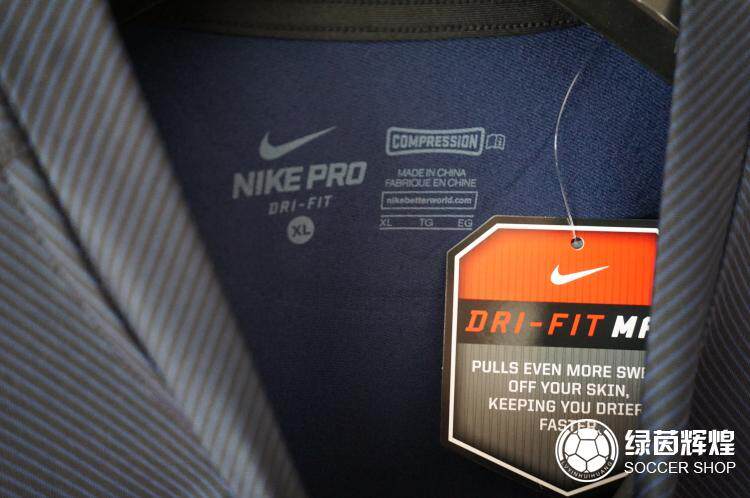 NIKE PRO
DRI-FIT
XL
COMPRESSION
MADE IN CHINA
FABRIQUE EN CHINE
nikebetterworld.com
XL TG EG
DRI-FIT
PULLS EVEN MORE
OFF YOUR SKIN,
KEEPING YOU DRIER
FASTER
绿茵辉煌
SOCCER SHOP